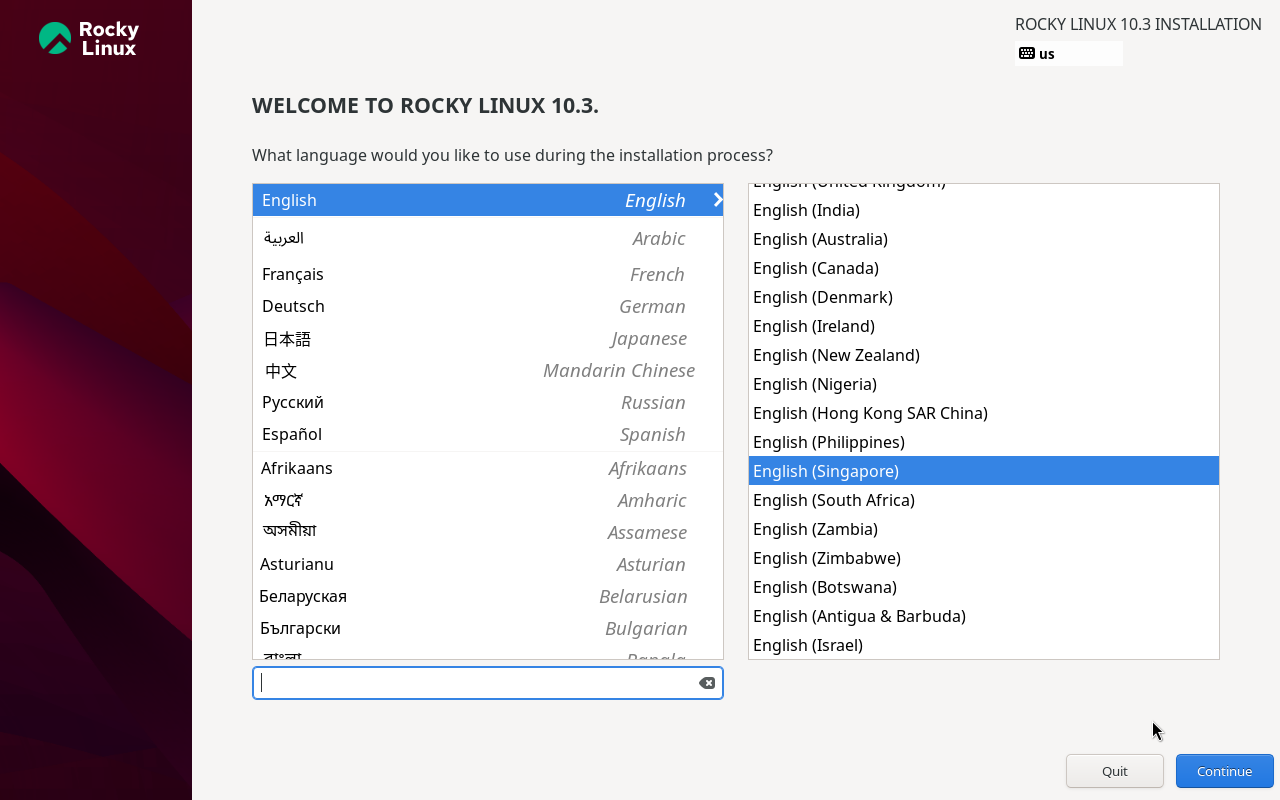 Rocky
Linux
ROCKY LINUX 10.3 INSTALLATION
us
WELCOME TO ROCKY LINUX 10.3.
What language would you like to use during the installation process?
English English
العربية Arabic
Français French
Deutsch German
日本語 Japanese
中文 Mandarin Chinese
Русский Russian
Español Spanish
Afrikaans Afrikaans
አማርኛ Amharic
অসমীয়া Assamese
Asturianu Asturian
Беларуская Belarusian
Български Bulgarian
বাংলা Bangla
English (United Kingdom)
English (India)
English (Australia)
English (Canada)
English (Denmark)
English (Ireland)
English (New Zealand)
English (Nigeria)
English (Hong Kong SAR China)
English (Philippines)
English (Singapore)
English (South Africa)
English (Zambia)
English (Zimbabwe)
English (Botswana)
English (Antigua & Barbuda)
English (Israel)
Quit
Continue